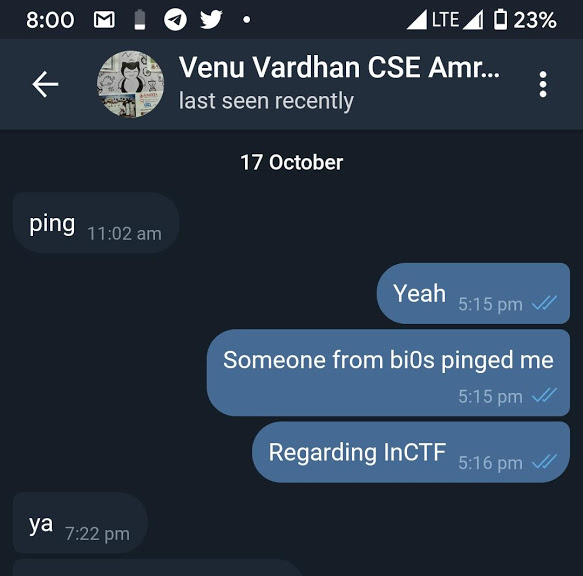 8:00 LTE 23%
Venu Vardhan CSE Amr...
last seen recently
17 October
ping 11:02 am
Yeah 5:15 pm
Someone from bi0s pinged me
5:15 pm
Regarding InCTF 5:16 pm
ya 7:22 pm